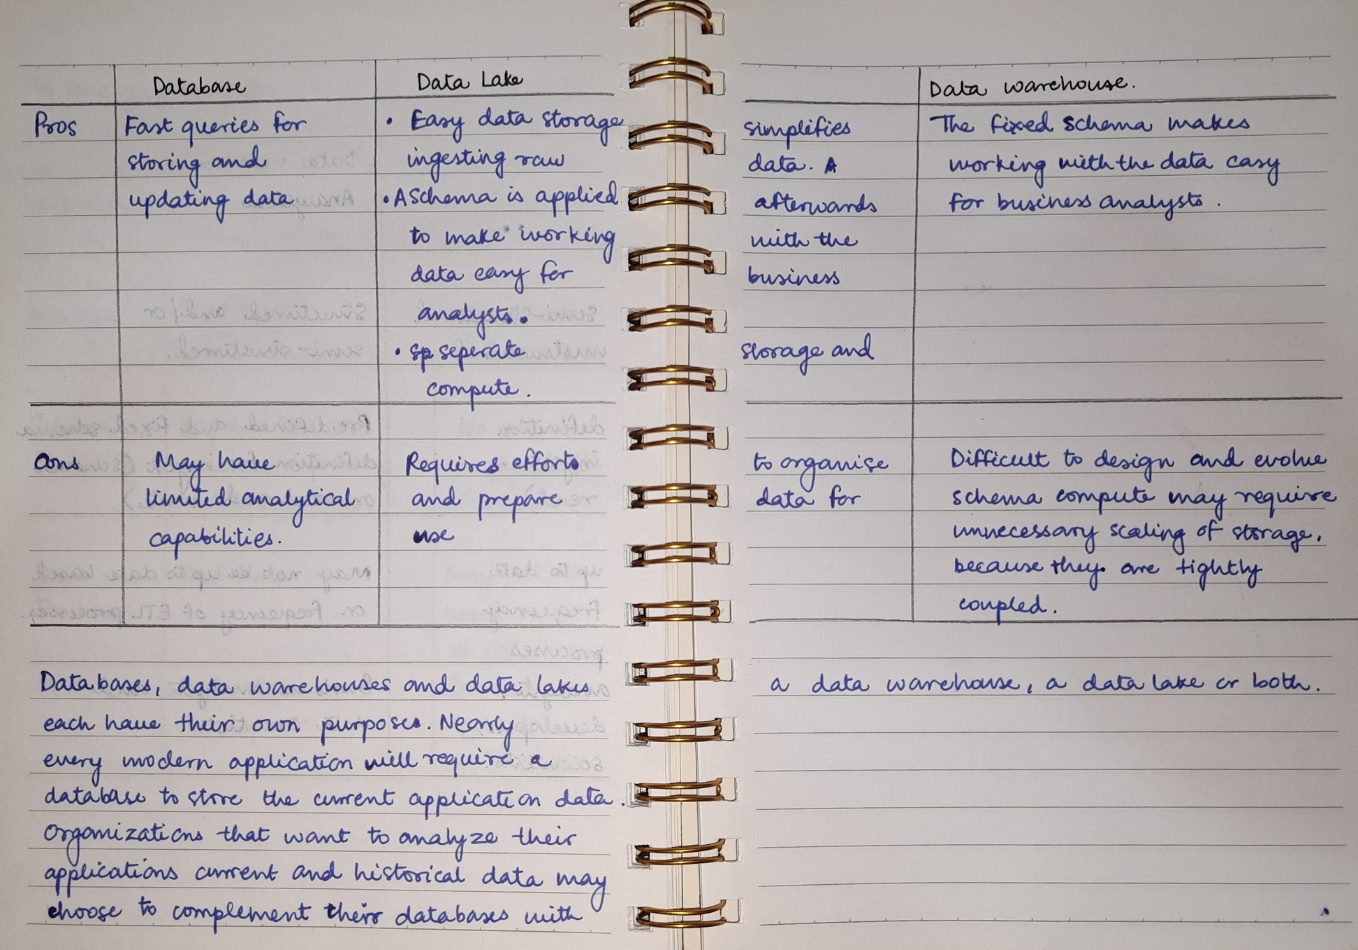 Database Data Lake Data warehouse.
Pros Fast queries for • Easy data storage simplifies The fixed schema makes
storing and ingesting raw data. A working with the data easy
updating data • ASchema is applied afterwards for business analysts.
to make working with the
data easy for business
analysts.
• sp seperate storage and
compute.
Cons May have Requires efforts to organise Difficult to design and evolve
limited analytical and prepare data for schema compute may require
capabilities. use unnecessary scaling of storage,
because they are tightly
coupled.
Databases, data warehouses and data lakes a data warehouse, a data lake or both.
each have their own purposes. Nearly
every modern application will require a
database to store the current application data.
Organizations that want to analyze their
applications current and historical data may
choose to complement their databases with